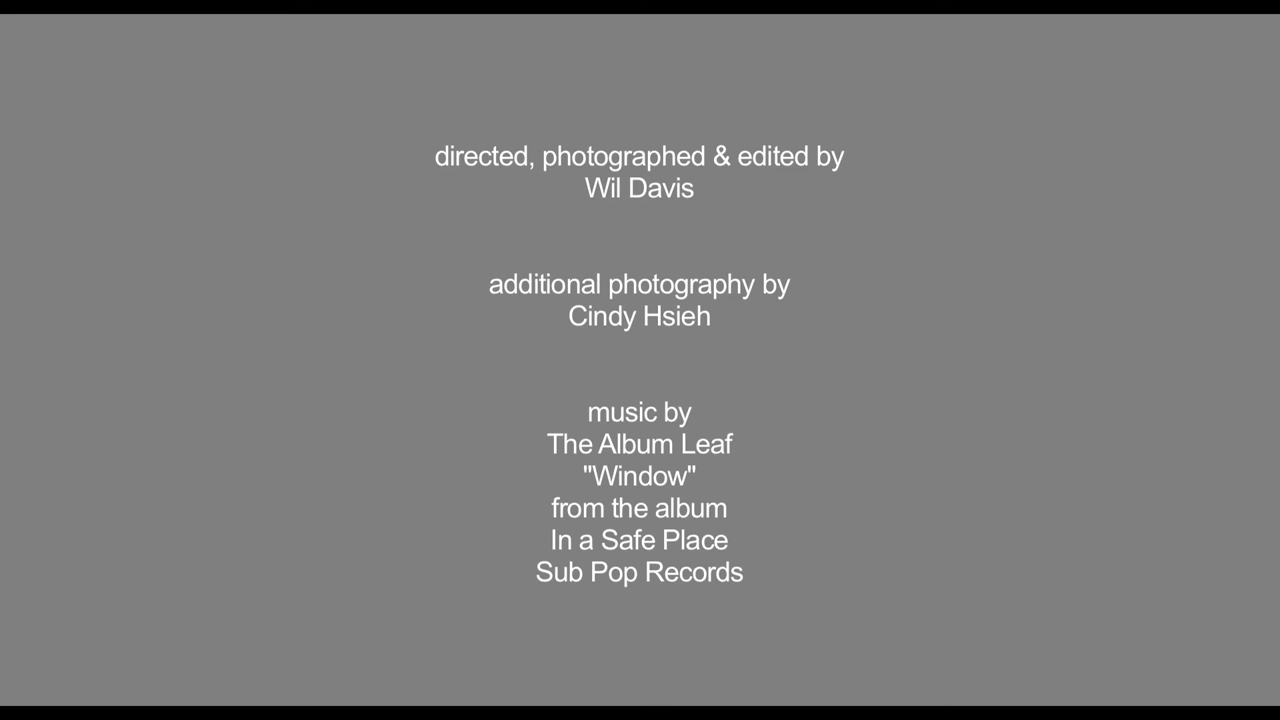 directed, photographed & edited by
Wil Davis
additional photography by
Cindy Hsieh
music by
The Album Leaf
"Window"
from the album
In a Safe Place
Sub Pop Records